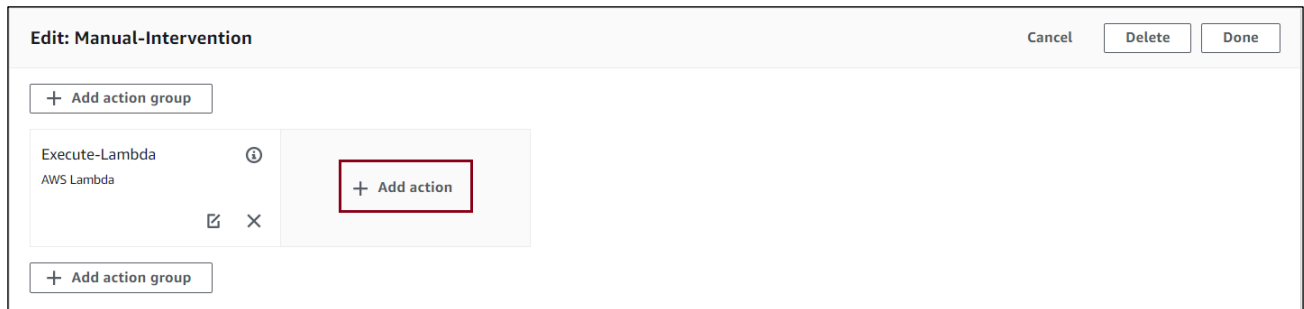 Edit: Manual-Intervention Cancel Delete Done
+ Add action group
Execute-Lambda
AWS Lambda
+ Add action
+ Add action group